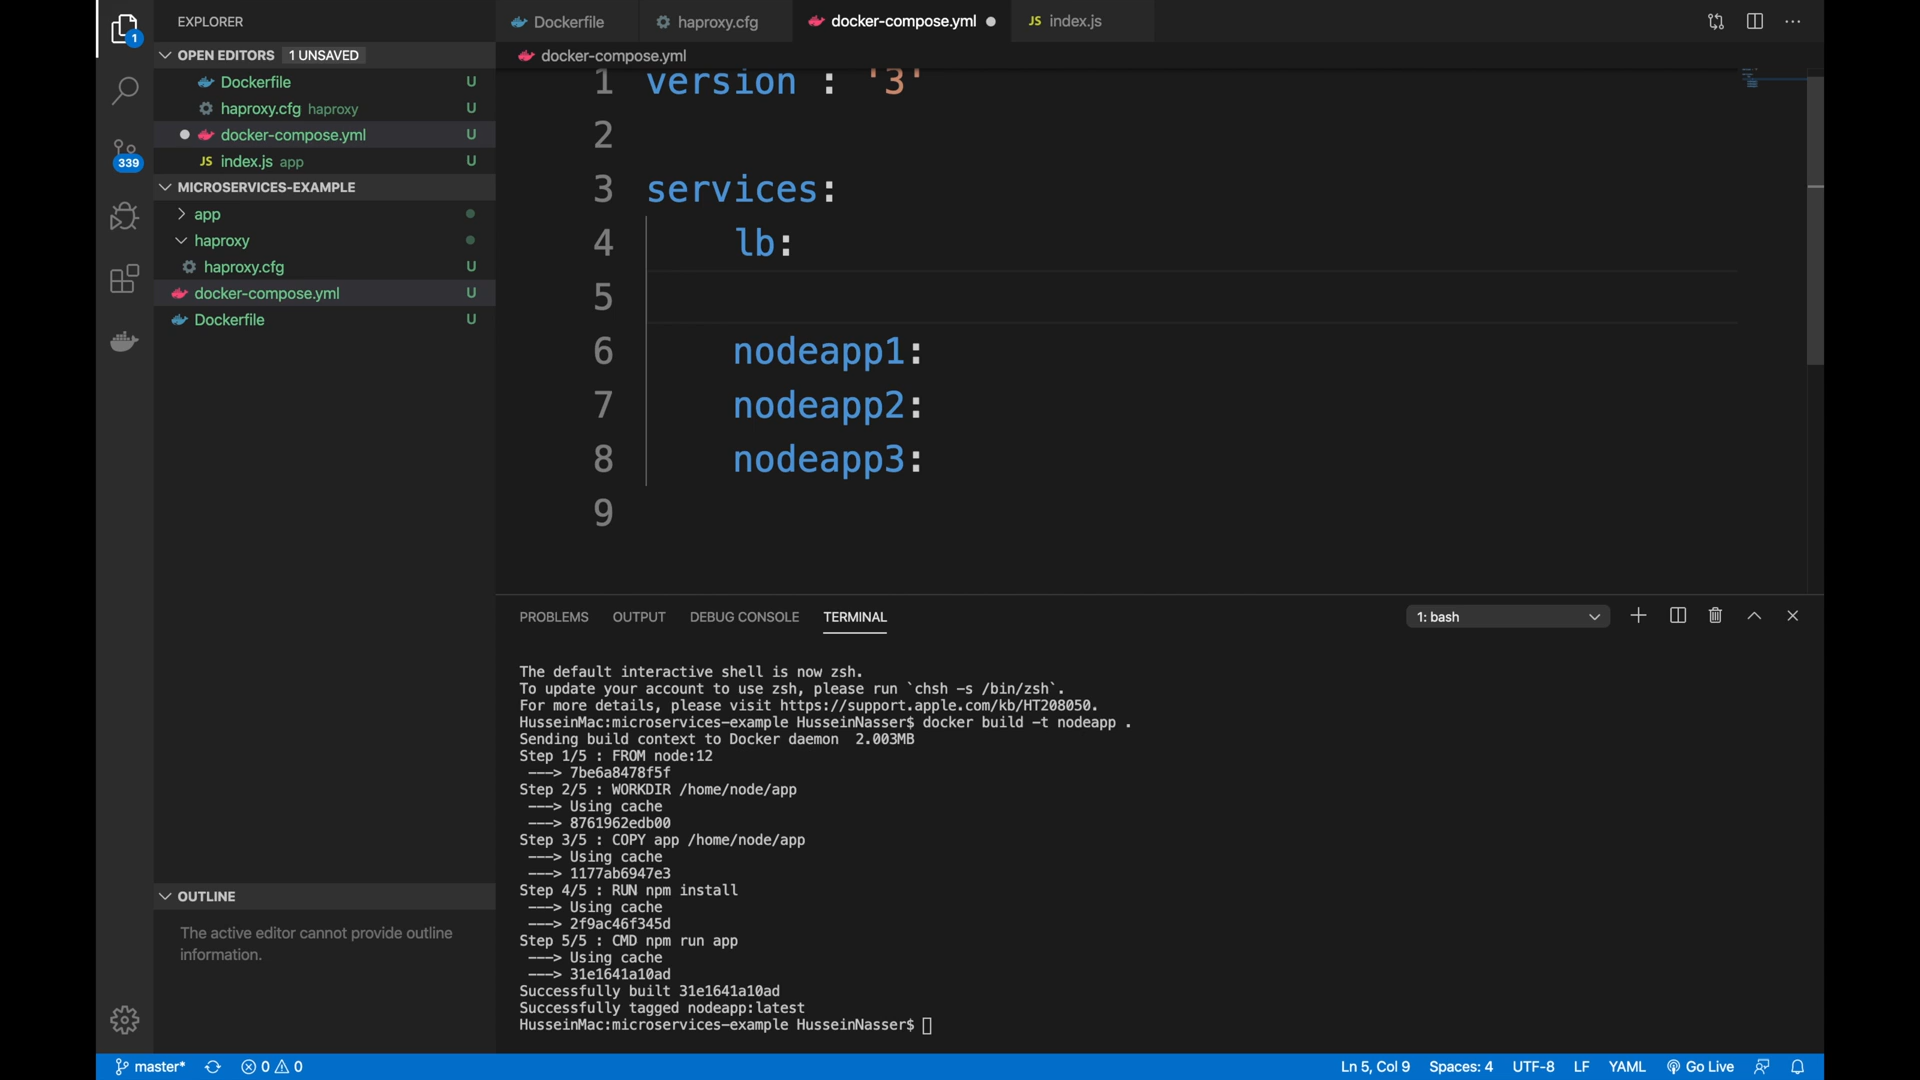 EXPLORER
OPEN EDITORS 1 UNSAVED
Dockerfile U
haproxy.cfg haproxy U
docker-compose.yml U
JS index.js app U
MICROSERVICES-EXAMPLE
app
haproxy
haproxy.cfg U
docker-compose.yml U
Dockerfile U
1
339
OUTLINE
The active editor cannot provide outline
information.
Dockerfile haproxy.cfg docker-compose.yml JS index.js
docker-compose.yml
1 version : '3'
2
3 services:
4 lb:
5
6 nodeapp1:
7 nodeapp2:
8 nodeapp3:
9
PROBLEMS OUTPUT DEBUG CONSOLE TERMINAL 1: bash
The default interactive shell is now zsh.
To update your account to use zsh, please run `chsh -s /bin/zsh`.
For more details, please visit https://support.apple.com/kb/HT208050.
HusseinMac:microservices-example HusseinNasser$ docker build -t nodeapp .
Sending build context to Docker daemon  2.003MB
Step 1/5 : FROM node:12
---> 7be6a8478f5f
Step 2/5 : WORKDIR /home/node/app
---> Using cache
---> 8761962edb00
Step 3/5 : COPY app /home/node/app
---> Using cache
---> 1177ab6947e3
Step 4/5 : RUN npm install
---> Using cache
---> 2f9ac46f345d
Step 5/5 : CMD npm run app
---> Using cache
---> 31e1641a10ad
Successfully built 31e1641a10ad
Successfully tagged nodeapp:latest
HusseinMac:microservices-example HusseinNasser$
master* 0 0 Ln 5, Col 9 Spaces: 4 UTF-8 LF YAML Go Live